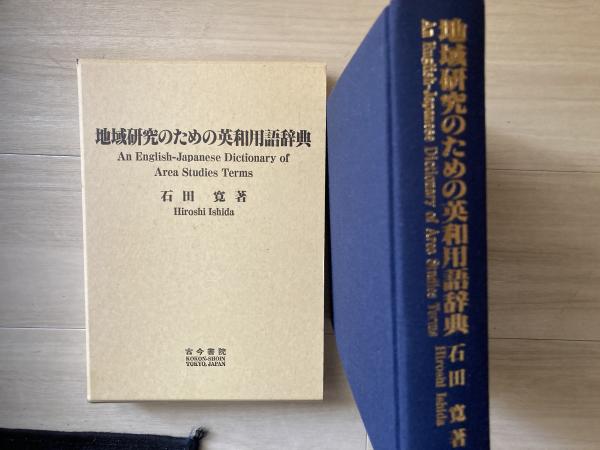 地域研究のための英和用語辞典
An English-Japanese Dictionary of
Area Studies Terms
石田 寛 著
Hiroshi Ishida
古今書院
KOKON-SHOIN
TOKYO, JAPAN
地域研究のための英和用語辞典 石田 寛 著
An English-Japanese Dictionary of Area Studies Terms Hiroshi Ishida